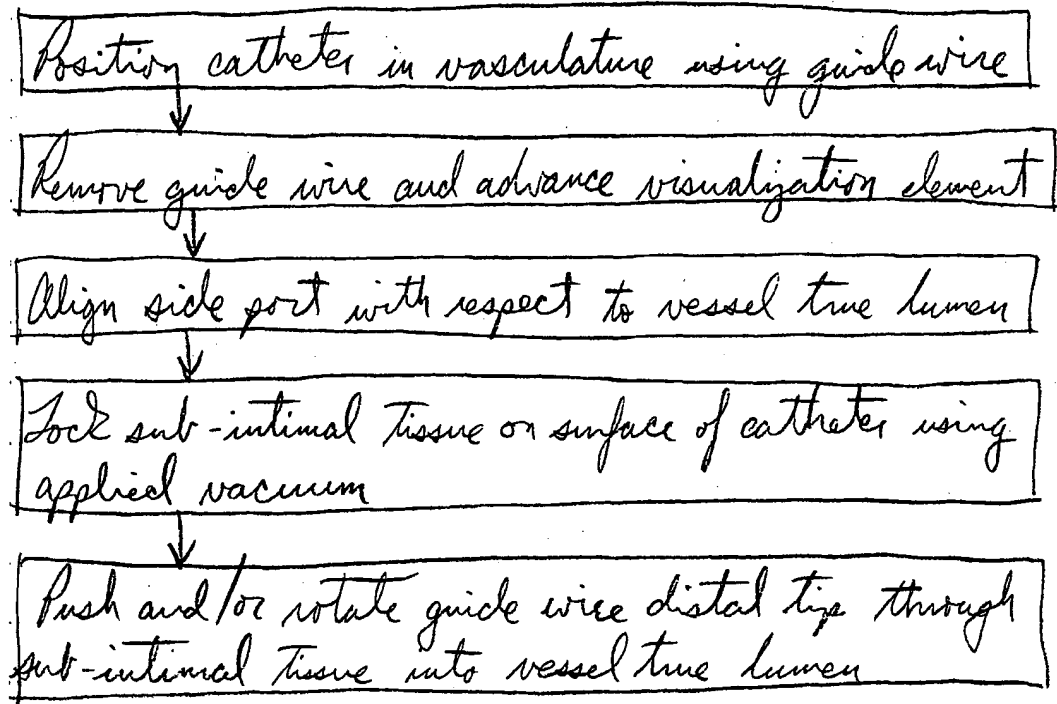 Position catheter in vasculature using guide wire
Remove guide wire and advance visualization element
Align side port with respect to vessel true lumen
Lock sub-intimal tissue on surface of catheter using
applied vacuum
Push and/or rotate guide wire distal tip through
sub-intimal tissue into vessel true lumen